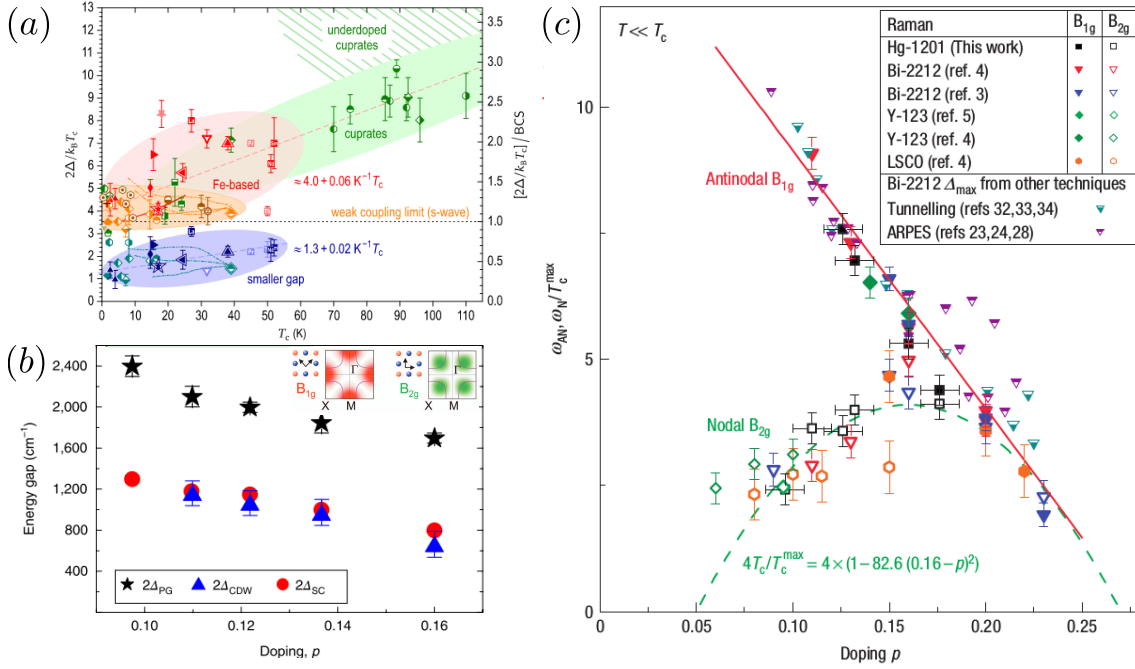 (a)
2Δ/k_B T_c
13
12
11
10
9
8
7
6
5
4
3
2
1
0
underdoped
cuprates
cuprates
Fe-based
≈ 4.0 + 0.06 K⁻¹T_c
weak coupling limit (s-wave)
≈ 1.3 + 0.02 K⁻¹T_c
smaller gap
3.5
3.0
2.5
2.0
1.5
1.0
0.5
0.0
[2Δ/k_B T_c] / BCS
0 10 20 30 40 50 60 70 80 90 100 110
T_c (K)
(b)
Energy gap (cm⁻¹)
2,400
2,000
1,600
1,200
800
400
B₁g
Γ
X M
B₂g
Γ
X M
2Δ_PG 2Δ_CDW 2Δ_SC
0.10 0.12 0.14 0.16
Doping, p
(c)
T << T_c
Raman B₁g B₂g
Hg-1201 (This work)
Bi-2212 (ref. 4)
Bi-2212 (ref. 3)
Y-123 (ref. 5)
Y-123 (ref. 4)
LSCO (ref. 4)
Bi-2212 Δ_max from other techniques
Tunnelling (refs 32,33,34)
ARPES (refs 23,24,28)
10
5
0
ω_AN, ω_N/T_c^max
Antinodal B₁g
Nodal B₂g
4T_c/T_c^max = 4 × (1 – 82.6 (0.16 – p)²)
0 0.05 0.10 0.15 0.20 0.25
Doping p